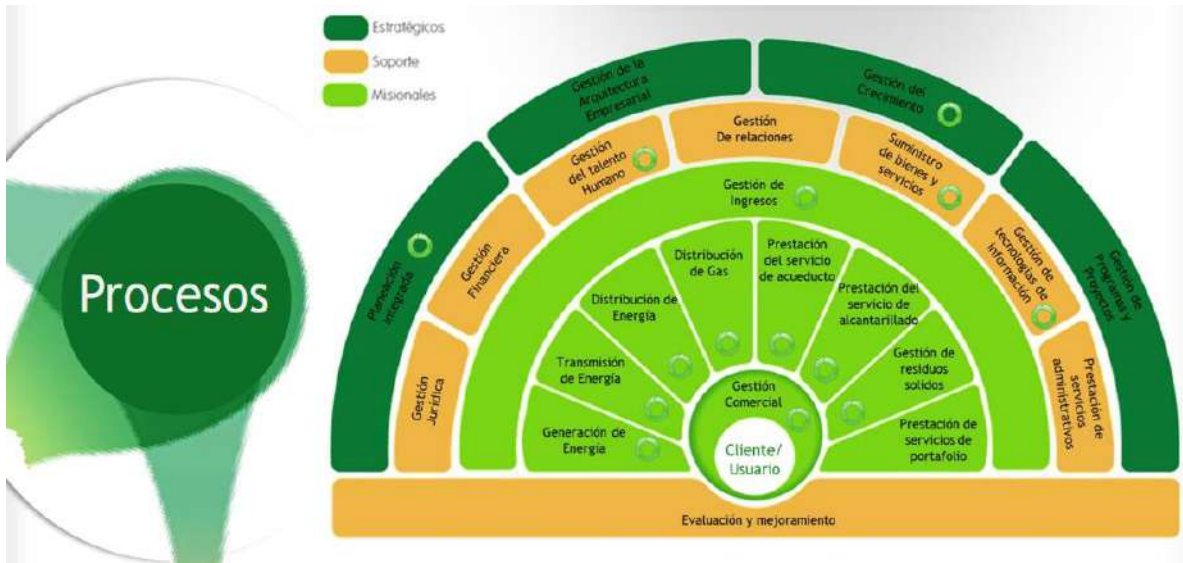 Estratégicos
Soporte
Misionales
Procesos
Planeación
Integrada
Gestión de la
Arquitectura
Empresarial
Gestión del
Crecimiento
Gestión de
Programas y
Proyectos
Gestión
Jurídica
Gestión
Financiera
Gestión
del talento
Humano
Gestión
De relaciones
Suministro
de bienes y
servicios
Gestión de
tecnologías de
información
Prestación de
servicios
administrativos
Gestión de
Ingresos
Generación de
Energía
Transmisión
de Energía
Distribución de
Energía
Distribución
de Gas
Prestación
del servicio
de acueducto
Prestación del
servicio de
alcantarillado
Gestión de
residuos
solidos
Prestación de
servicios de
portafolio
Gestión
Comercial
Cliente/
Usuario
Evaluación y mejoramiento